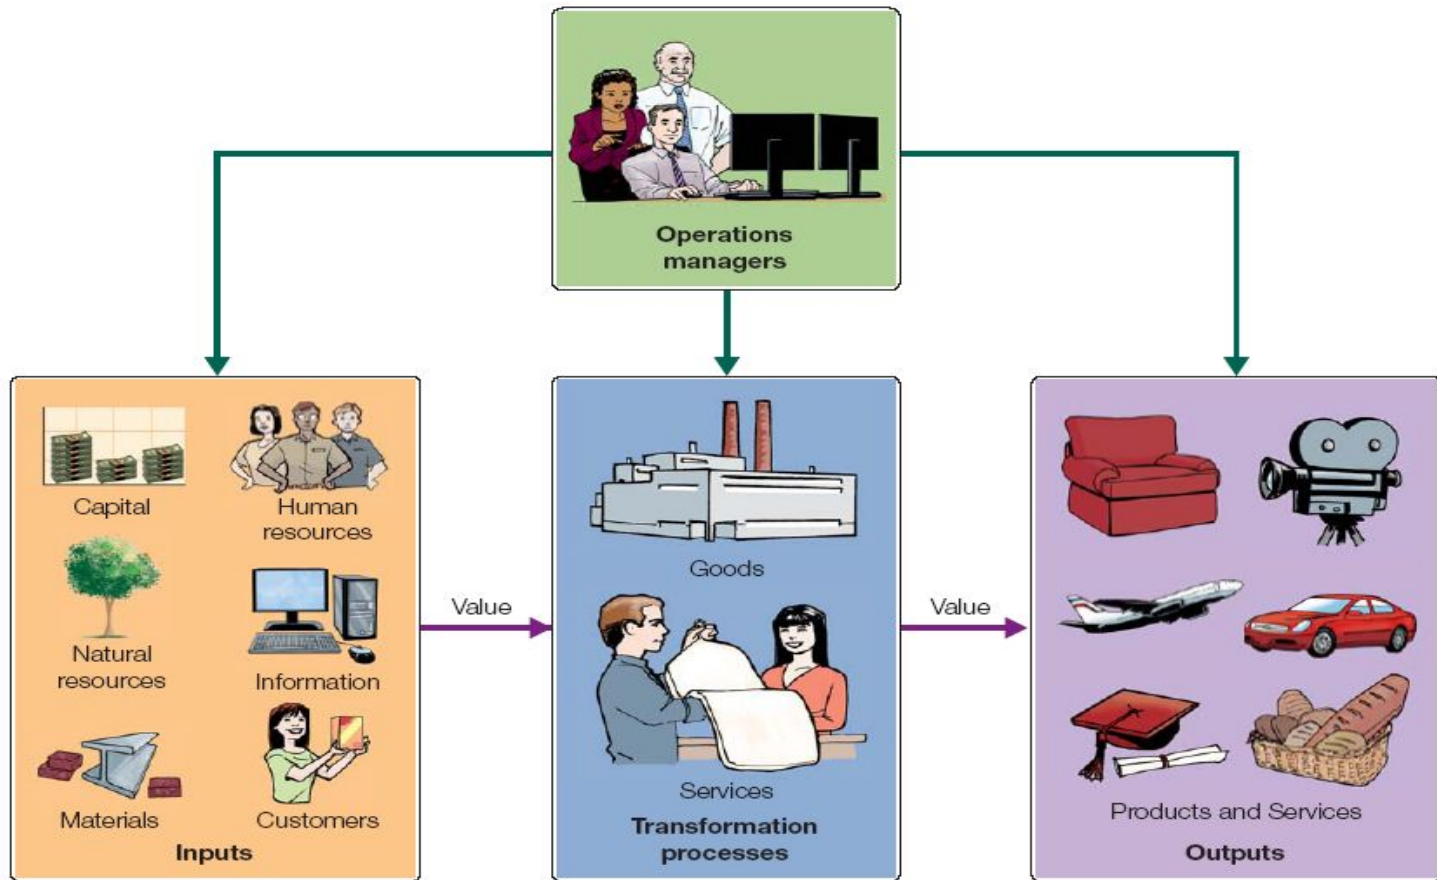 Operations
managers
Capital
Human
resources
Natural
resources
Information
Materials
Customers
Inputs
Value
Goods
Services
Transformation
processes
Value
Products and Services
Outputs